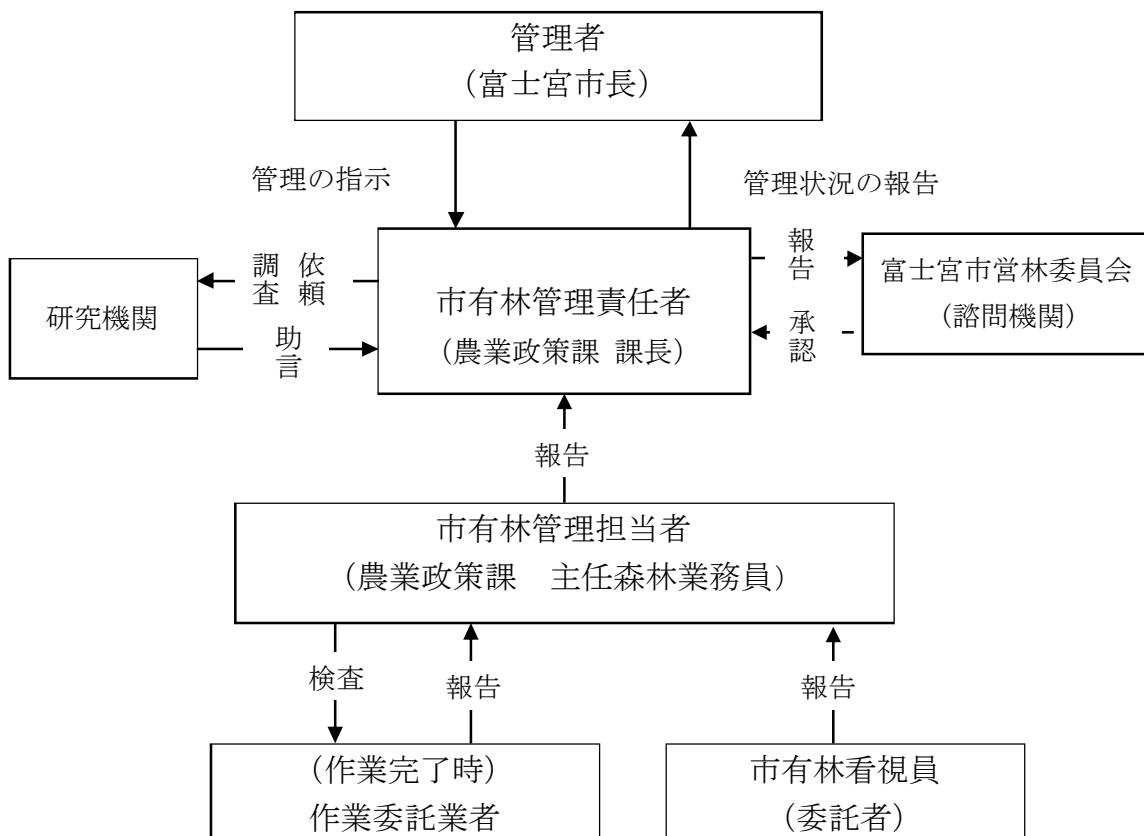 管理者
（富士宮市長）
管理の指示
管理状況の報告
研究機関
調査
依頼
助言
市有林管理責任者
（農業政策課 課長）
報告
承認
富士宮市営林委員会
（諮問機関）
報告
市有林管理担当者
（農業政策課　主任森林業務員）
検査
報告
報告
（作業完了時）
作業委託業者
市有林看視員
（委託者）